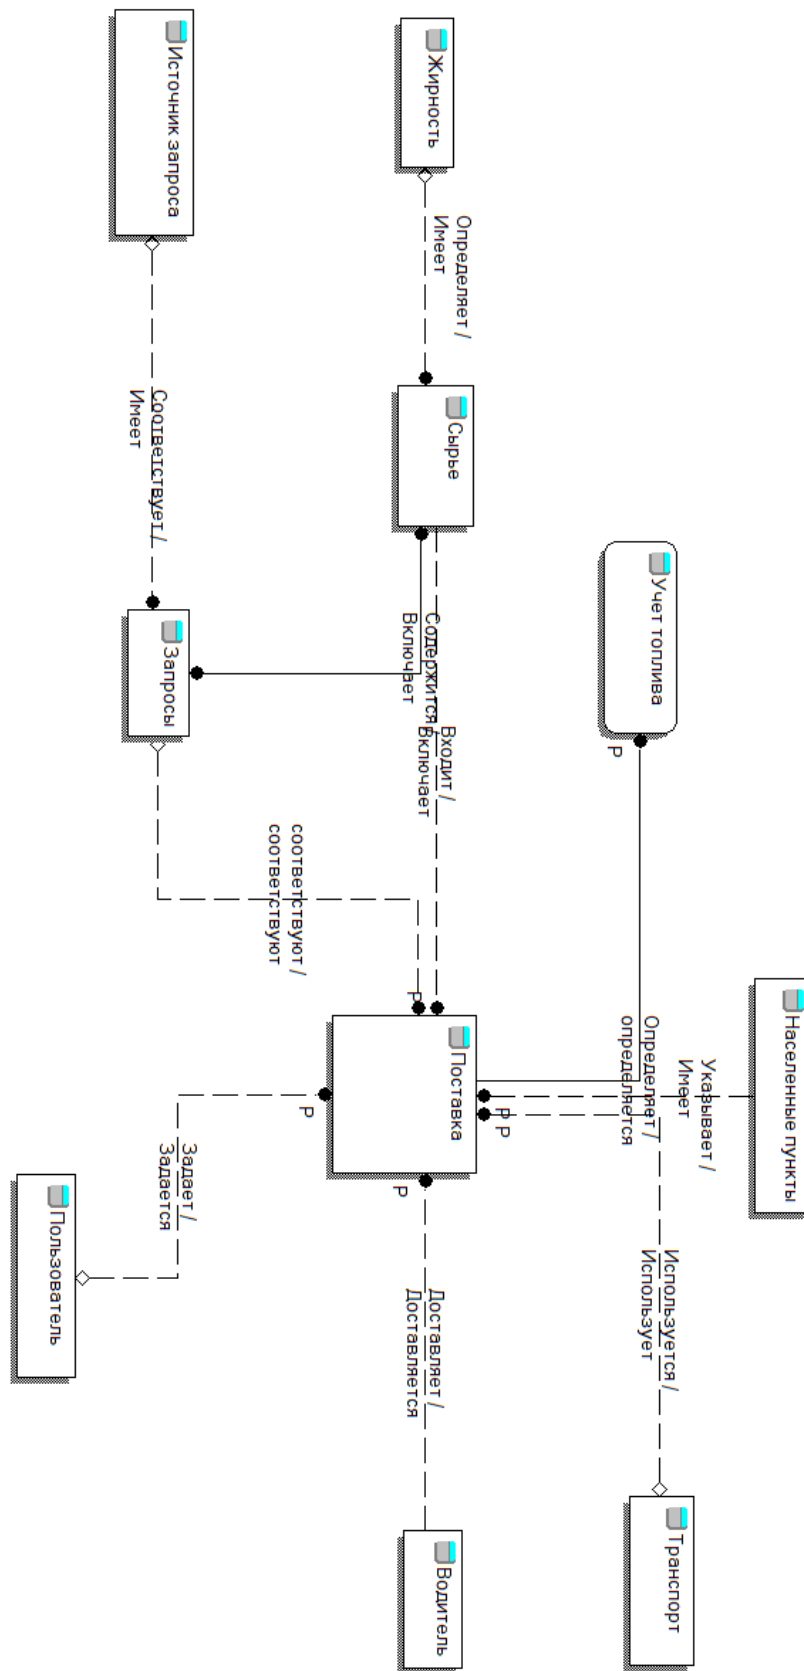 Населенные пункты
Указывает /
Имеет
Учет топлива
P
Определяет /
определяется
Используется /
Использует
Транспорт
Жирность
Определяет /
Имеет
Сырье
Содержится /
Включает
Входит /
Включает
P
P
P
Поставка
P
Доставляет /
Доставляется
Водитель
Источник запроса
Соответствует /
Имеет
Запросы
соответствуют /
соответствуют
P
Задает /
Задается
Пользователь